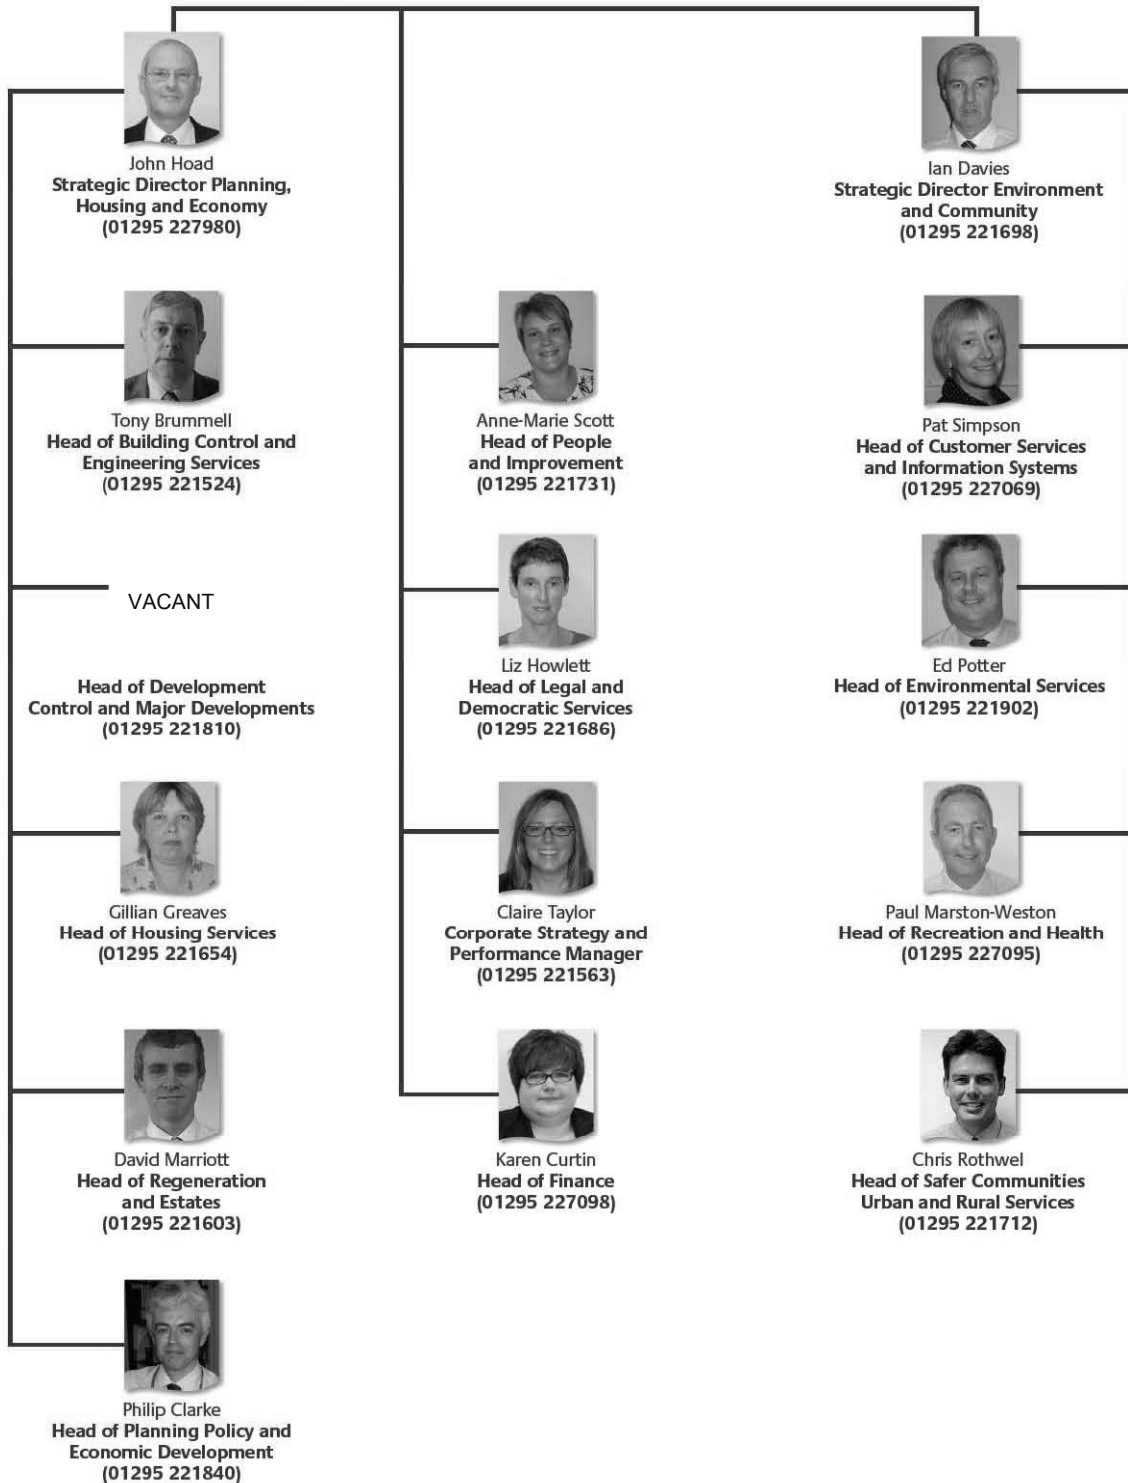 John Hoad
Strategic Director Planning,
Housing and Economy
(01295 227980)
Ian Davies
Strategic Director Environment
and Community
(01295 221698)
Tony Brummell
Head of Building Control and
Engineering Services
(01295 221524)
Anne-Marie Scott
Head of People
and Improvement
(01295 221731)
Pat Simpson
Head of Customer Services
and Information Systems
(01295 227069)
VACANT
Head of Development
Control and Major Developments
(01295 221810)
Liz Howlett
Head of Legal and
Democratic Services
(01295 221686)
Ed Potter
Head of Environmental Services
(01295 221902)
Gillian Greaves
Head of Housing Services
(01295 221654)
Claire Taylor
Corporate Strategy and
Performance Manager
(01295 221563)
Paul Marston-Weston
Head of Recreation and Health
(01295 227095)
David Marriott
Head of Regeneration
and Estates
(01295 221603)
Karen Curtin
Head of Finance
(01295 227098)
Chris Rothwel
Head of Safer Communities
Urban and Rural Services
(01295 221712)
Philip Clarke
Head of Planning Policy and
Economic Development
(01295 221840)